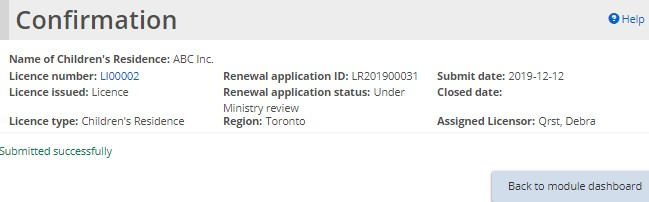 Confirmation
Help
Name of Children's Residence: ABC Inc.
Licence number: LI00002 Renewal application ID: LR201900031 Submit date: 2019-12-12
Licence issued: Licence Renewal application status: Under Closed date:
Ministry review
Licence type: Children's Residence Region: Toronto Assigned Licensor: Qrst, Debra
Submitted successfully
Back to module dashboard